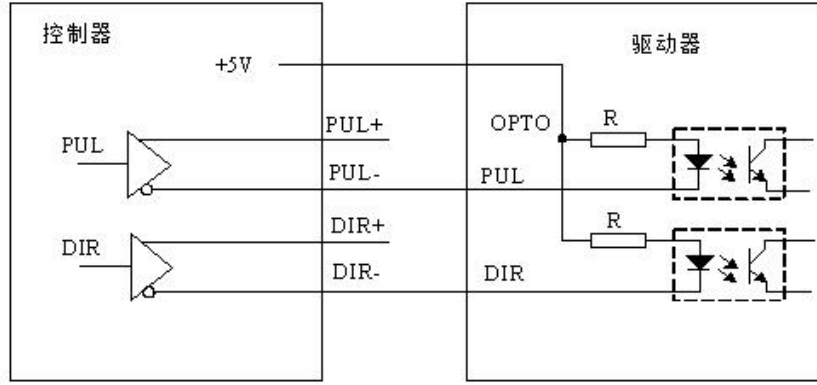 控制器
驱动器
+5V
PUL
PUL+
PUL-
OPTO
R
PUL
R
DIR
DIR+
DIR-
DIR